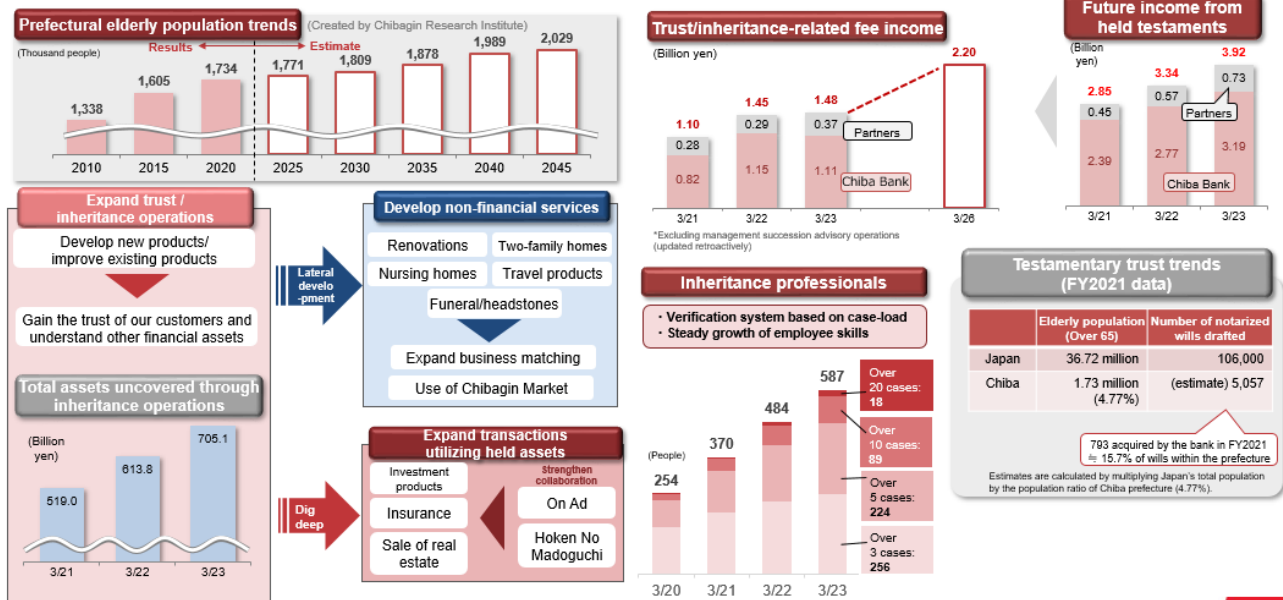 Prefectural elderly population trends
(Created by Chibagin Research Institute)
(Thousand people)
Results
Estimate
1,338
1,605
1,734
1,771
1,809
1,878
1,989
2,029
2010
2015
2020
2025
2030
2035
2040
2045
Expand trust /
inheritance operations
Develop new products/
improve existing products
Gain the trust of our customers and
understand other financial assets
Total assets uncovered through
inheritance operations
(Billion
yen)
519.0
613.8
705.1
3/21
3/22
3/23
Lateral
develo
-pment
Dig
deep
Develop non-financial services
Renovations
Two-family homes
Nursing homes
Travel products
Funeral/headstones
Expand business matching
Use of Chibagin Market
Expand transactions
utilizing held assets
Investment
products
Insurance
Sale of real
estate
Strengthen
collaboration
On Ad
Hoken No
Madoguchi
Trust/inheritance-related fee income
(Billion yen)
1.10
0.28
0.82
1.45
0.29
1.15
1.48
0.37
1.11
2.20
Partners
Chiba Bank
3/21
3/22
3/23
3/26
*Excluding management succession advisory operations
(updated retroactively)
Future income from
held testaments
(Billion
yen)
2.85
0.45
2.39
3.34
0.57
2.77
3.92
0.73
3.19
Partners
Chiba Bank
3/21
3/22
3/23
Inheritance professionals
・Verification system based on case-load
・Steady growth of employee skills
(People)
254
370
484
587
3/20
3/21
3/22
3/23
Over
20 cases:
18
Over
10 cases:
89
Over
5 cases:
224
Over
3 cases:
256
Testamentary trust trends
(FY2021 data)
Elderly population
(Over 65)
Number of notarized
wills drafted
Japan
36.72 million
106,000
Chiba
1.73 million
(4.77%)
(estimate) 5,057
793 acquired by the bank in FY2021
≒ 15.7% of wills within the prefecture
Estimates are calculated by multiplying Japan's total population
by the population ratio of Chiba prefecture (4.77%).